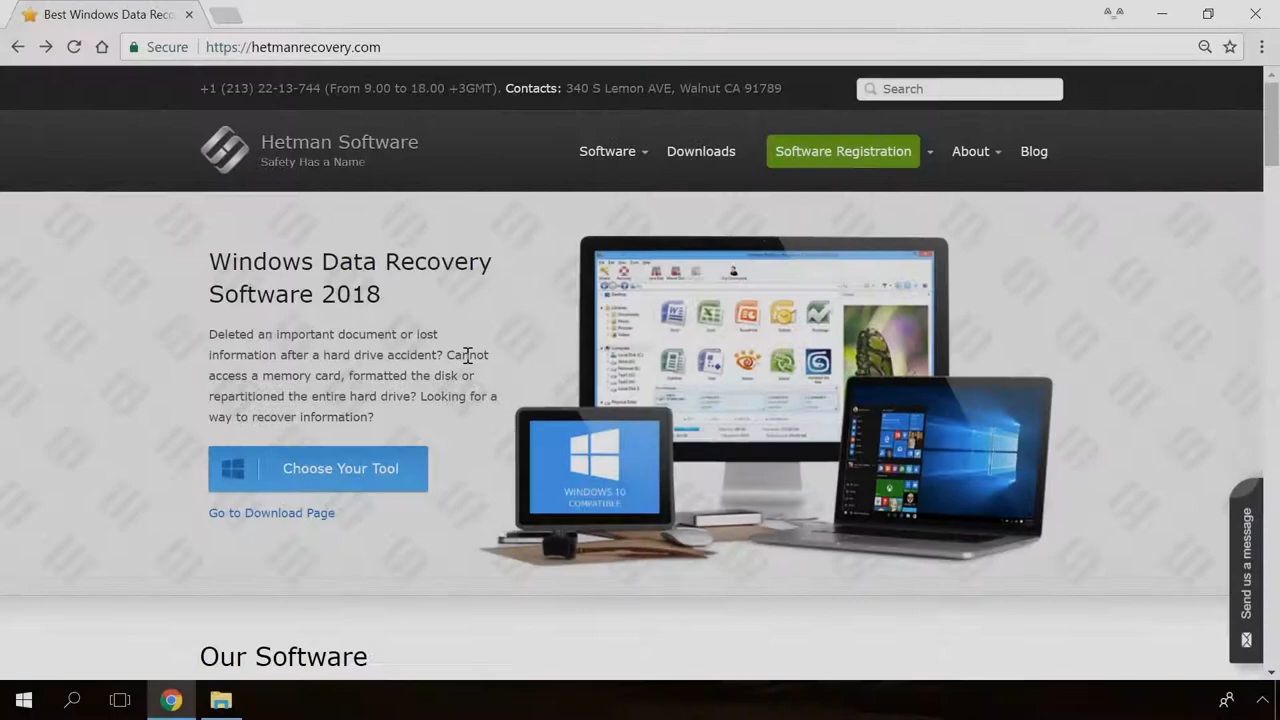 Best Windows Data Reco
Secure
https://hetmanrecovery.com
+1 (213) 22-13-744 (From 9.00 to 18.00 +3GMT). Contacts: 340 S Lemon AVE, Walnut CA 91789
Search
Hetman Software
Safety Has a Name
Software
Downloads
Software Registration
About
Blog
Windows Data Recovery
Software 2018
Deleted an important document or lost
information after a hard drive accident? Cannot
access a memory card, formatted the disk or
repartitioned the entire hard drive? Looking for a
way to recover information?
Choose Your Tool
Go to Download Page
WINDOWS 10
COMPATIBLE
Send us a message
Our Software